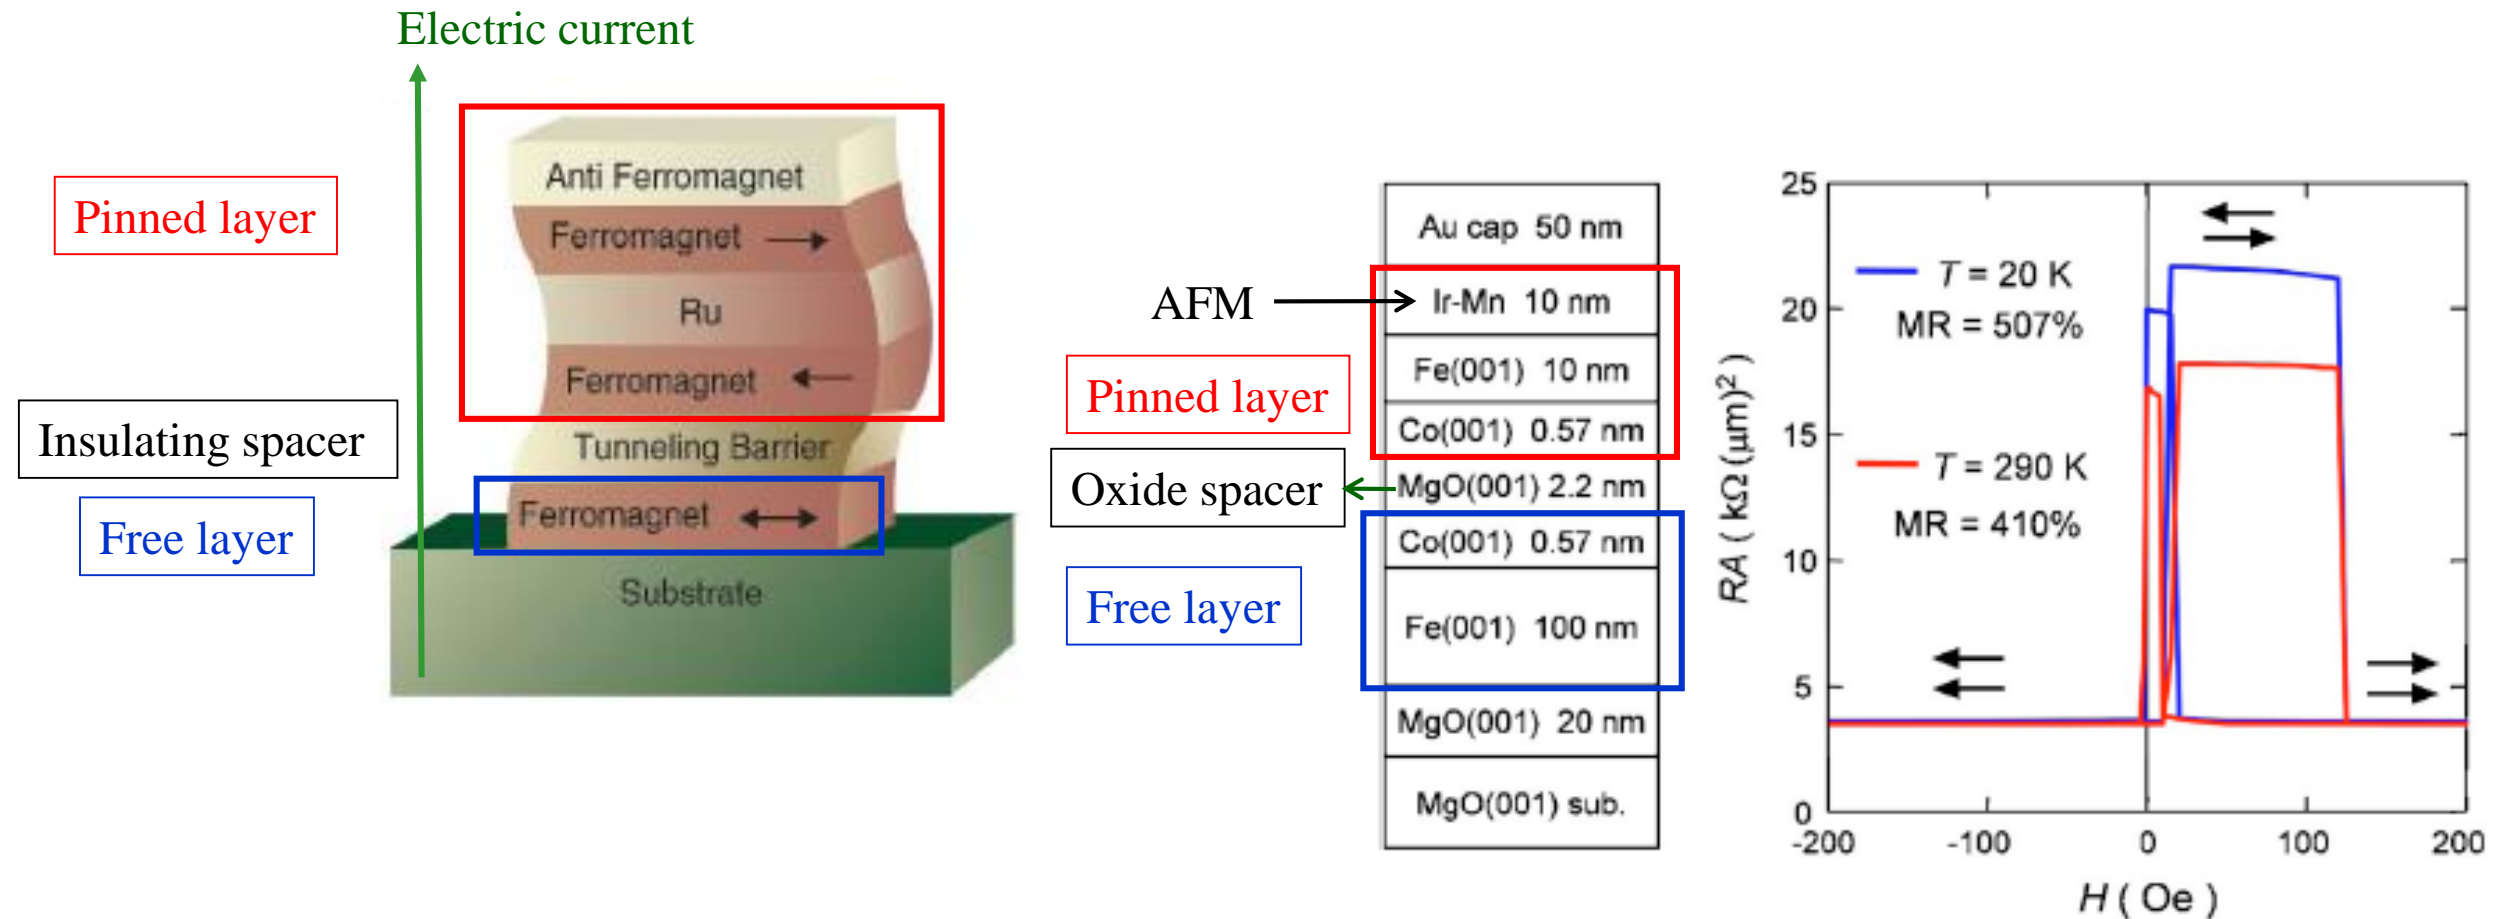 Electric current
Pinned layer
Insulating spacer
Free layer
Anti Ferromagnet
Ferromagnet
Ru
Ferromagnet
Tunneling Barrier
Ferromagnet
Substrate
AFM
Pinned layer
Oxide spacer
Free layer
Au cap 50 nm
Ir-Mn 10 nm
Fe(001) 10 nm
Co(001) 0.57 nm
MgO(001) 2.2 nm
Co(001) 0.57 nm
Fe(001) 100 nm
MgO(001) 20 nm
MgO(001) sub.
RA ( kΩ (μm)²)
25
20
15
10
5
0
T = 20 K
MR = 507%
T = 290 K
MR = 410%
-200
-100
0
100
200
H ( Oe )